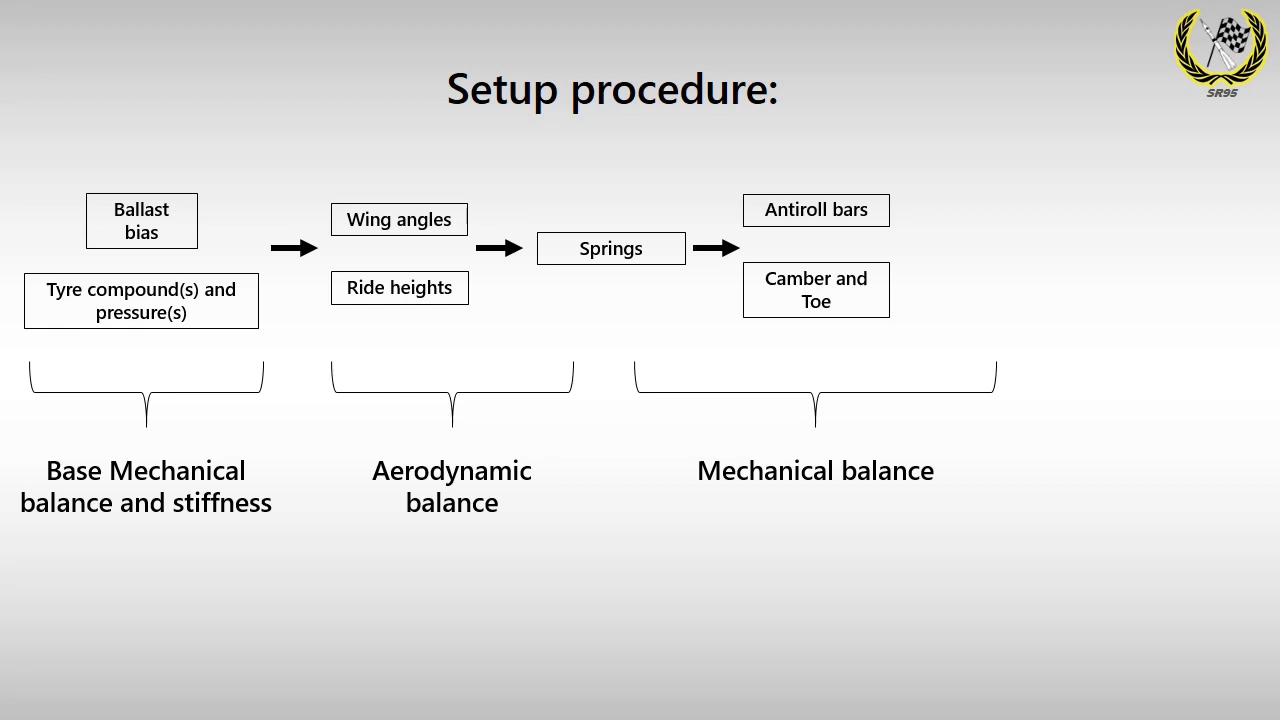 SR95
Setup procedure:
Ballast
bias
Tyre compound(s) and
pressure(s)
Wing angles
Ride heights
Springs
Antiroll bars
Camber and
Toe
Base Mechanical
balance and stiffness
Aerodynamic
balance
Mechanical balance